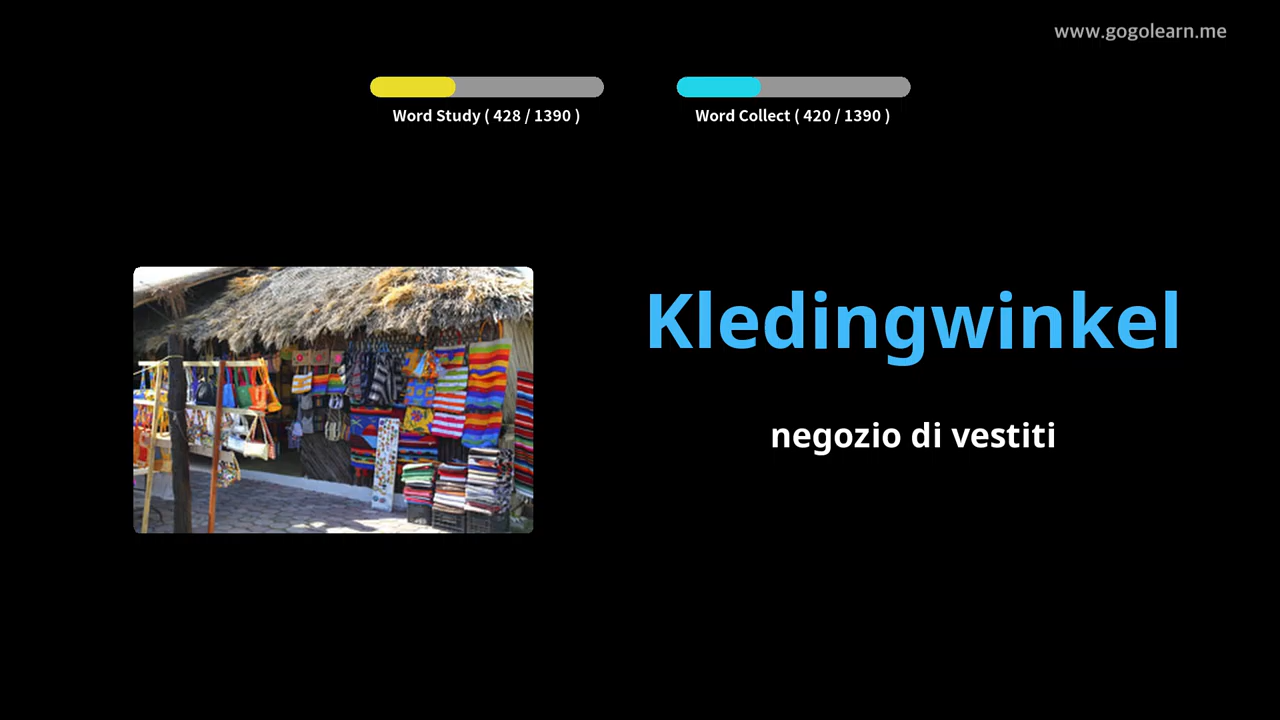 www.gogolearn.me
Word Study ( 428 / 1390 )
Word Collect ( 420 / 1390 )
Kledingwinkel
negozio di vestiti